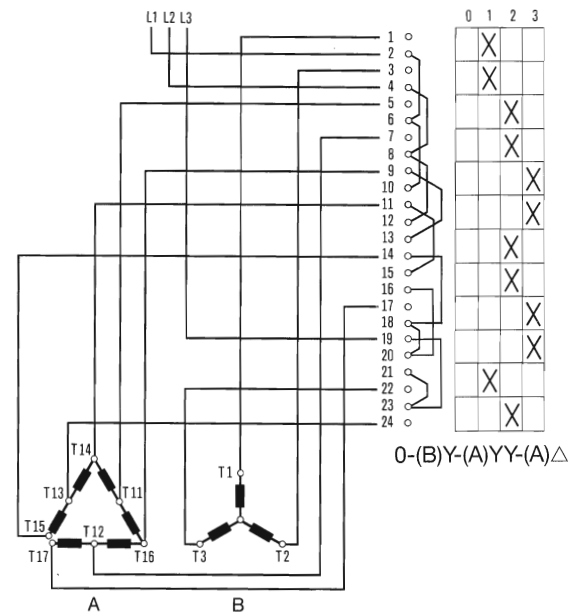 L1 L2 L3
0 1 2 3
1
2
3
4
5
6
7
8
9
10
11
12
13
14
15
16
17
18
19
20
21
22
23
24
X
X
X
X
X
X
X
X
X
X
X
X
0-(B)Y-(A)YY-(A)△
T14
T1
T13 T11
T15 T12
T17 T16 T3 T2
A B